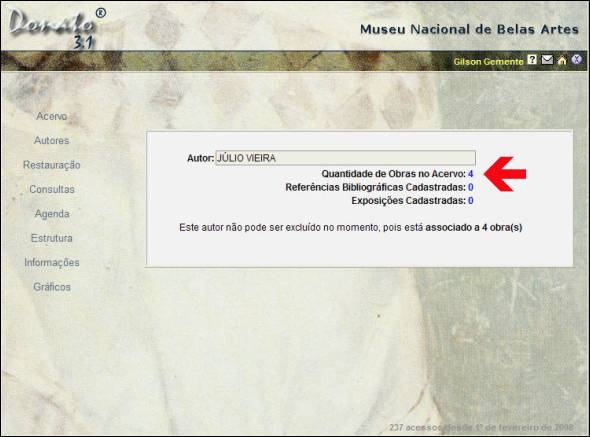 Donato ®
3.1
Museu Nacional de Belas Artes
Gilson Gemente ? X
Acervo
Autores
Restauração
Consultas
Agenda
Estrutura
Informações
Gráficos
Autor: JÚLIO VIEIRA
Quantidade de Obras no Acervo: 4
Referências Bibliográficas Cadastradas: 0
Exposições Cadastradas: 0
Este autor não pode ser excluído no momento, pois está associado a 4 obra(s)
237 acessos desde 1º de fevereiro de 2008